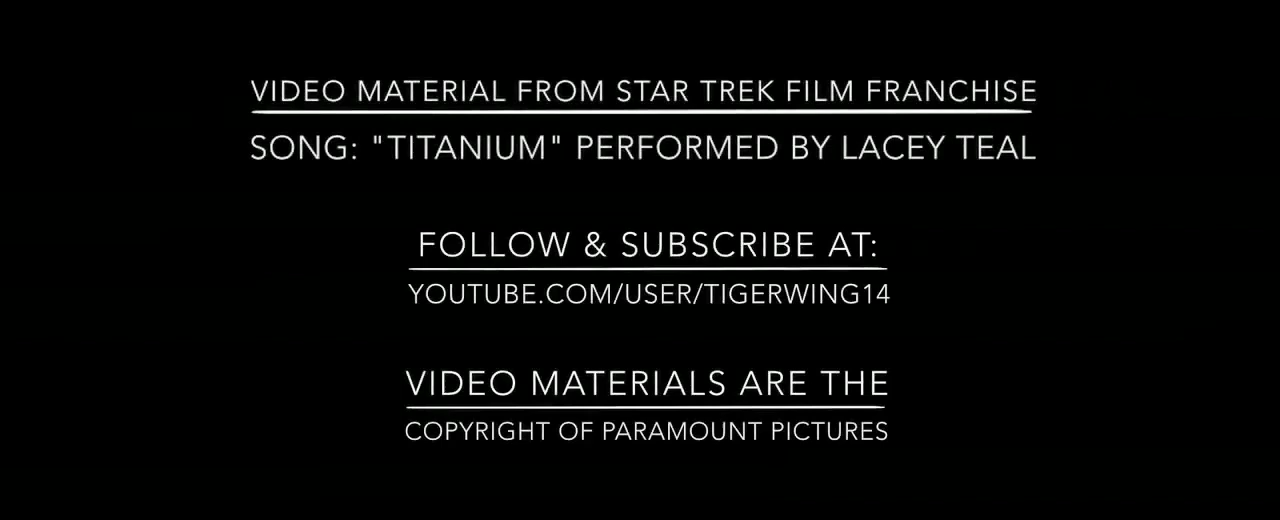 VIDEO MATERIAL FROM STAR TREK FILM FRANCHISE
SONG: "TITANIUM" PERFORMED BY LACEY TEAL
FOLLOW & SUBSCRIBE AT:
YOUTUBE.COM/USER/TIGERWING14
VIDEO MATERIALS ARE THE
COPYRIGHT OF PARAMOUNT PICTURES